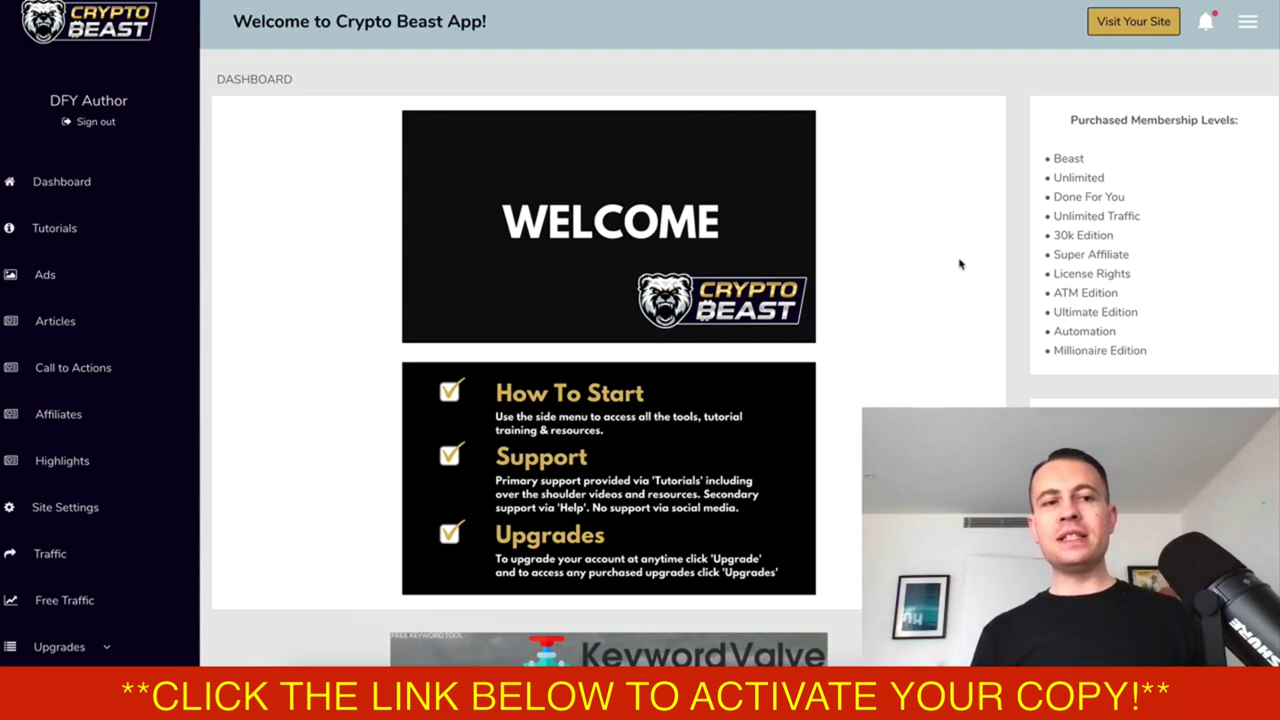 CRYPTO
BEAST
Welcome to Crypto Beast App!
Visit Your Site
DFY Author
Sign out
Dashboard
Tutorials
Ads
Articles
Call to Actions
Affiliates
Highlights
Site Settings
Traffic
Free Traffic
Upgrades
DASHBOARD
WELCOME
CRYPTO
BEAST
How To Start
Use the side menu to access all the tools, tutorial
training & resources.
Support
Primary support provided via 'Tutorials' including
over the shoulder videos and resources. Secondary
support via 'Help'. No support via social media.
Upgrades
To upgrade your account at anytime click 'Upgrade'
and to access any purchased upgrades click 'Upgrades'
FREE KEYWORD TOOL
KeywordValve
Purchased Membership Levels:
• Beast
• Unlimited
• Done For You
• Unlimited Traffic
• 30k Edition
• Super Affiliate
• License Rights
• ATM Edition
• Ultimate Edition
• Automation
• Millionaire Edition
SHURE
**CLICK THE LINK BELOW TO ACTIVATE YOUR COPY!**